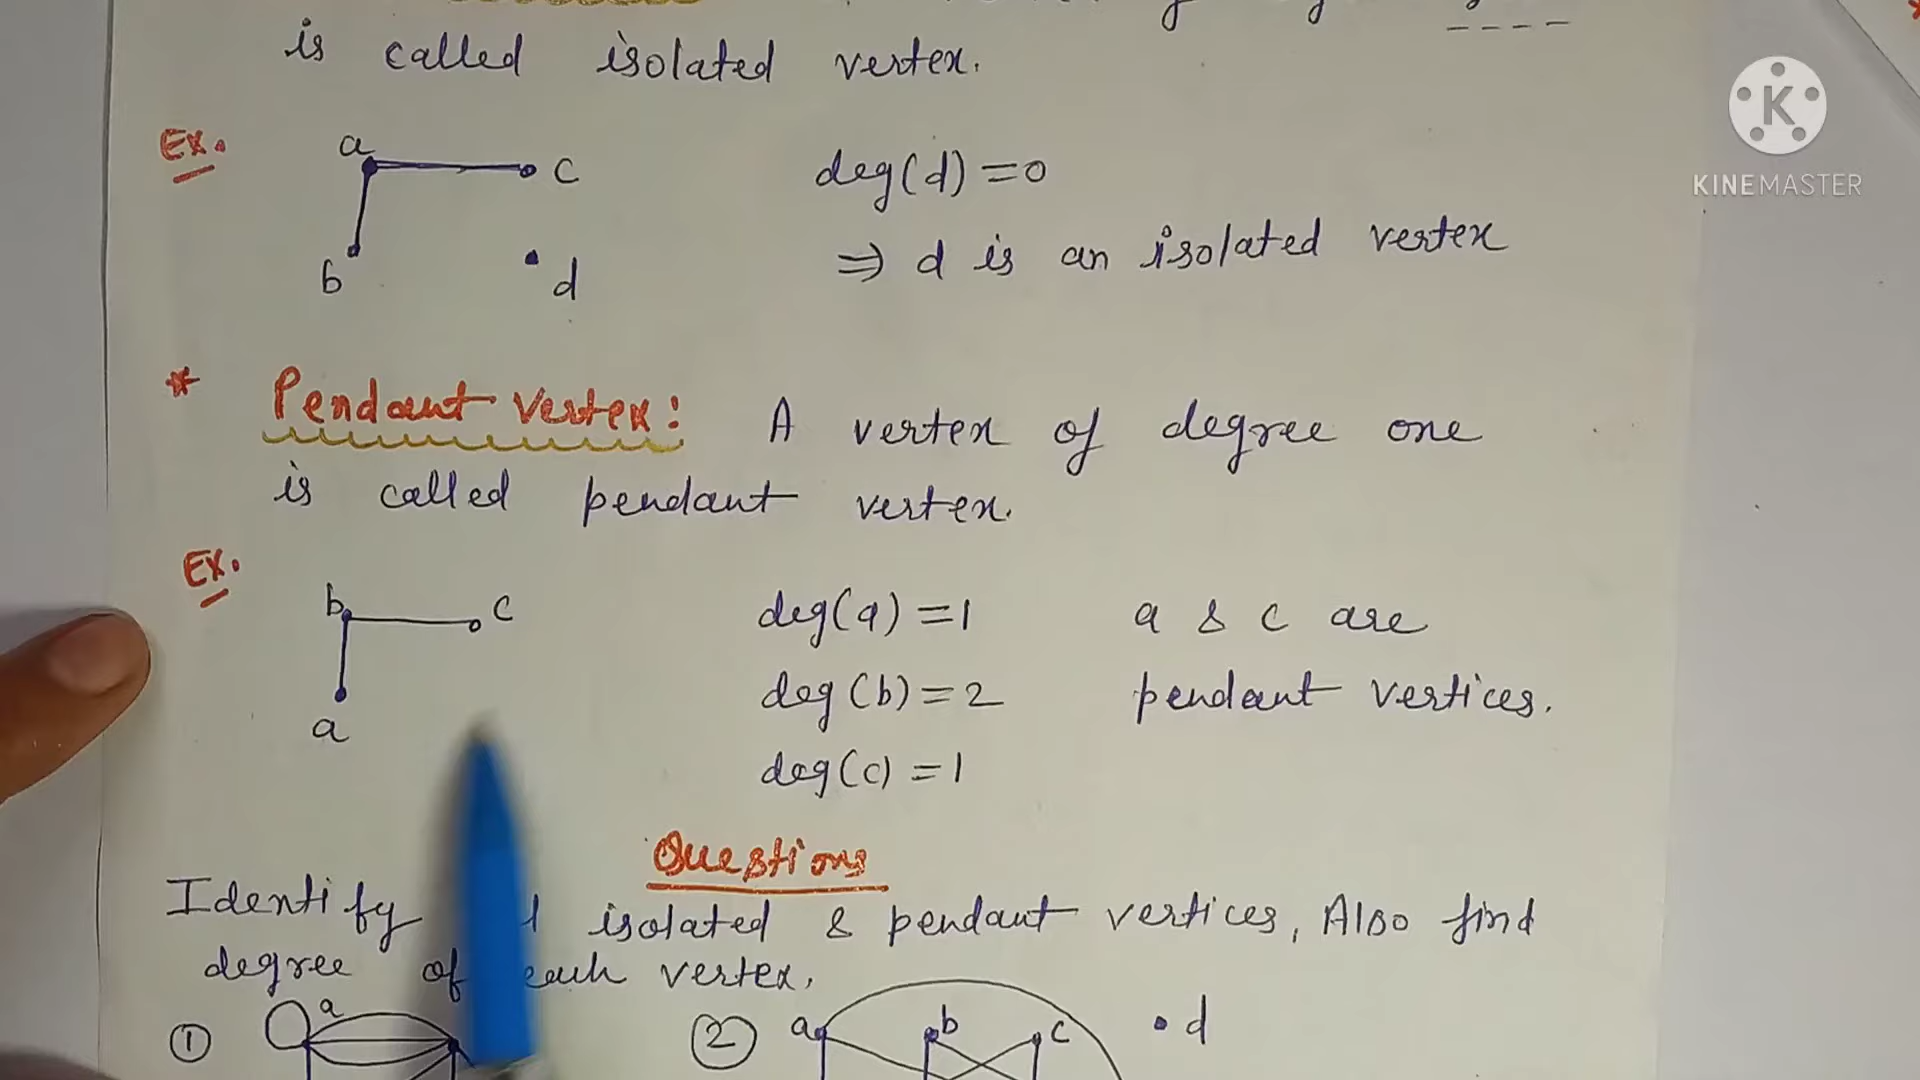 is called isolated vertex.
Ex.
a
c
b
d
deg(d) = 0
⇒ d is an isolated vertex
* Pendant Vertex: A vertex of degree one
is called pendant vertex.
Ex.
b
c
a
deg(a) = 1
deg(b) = 2
deg(c) = 1
a & c are
pendant vertices.
Questions
Identify isolated & pendant vertices, Also find
degree of each vertex.
① a
② a b c d
K
KINEMASTER